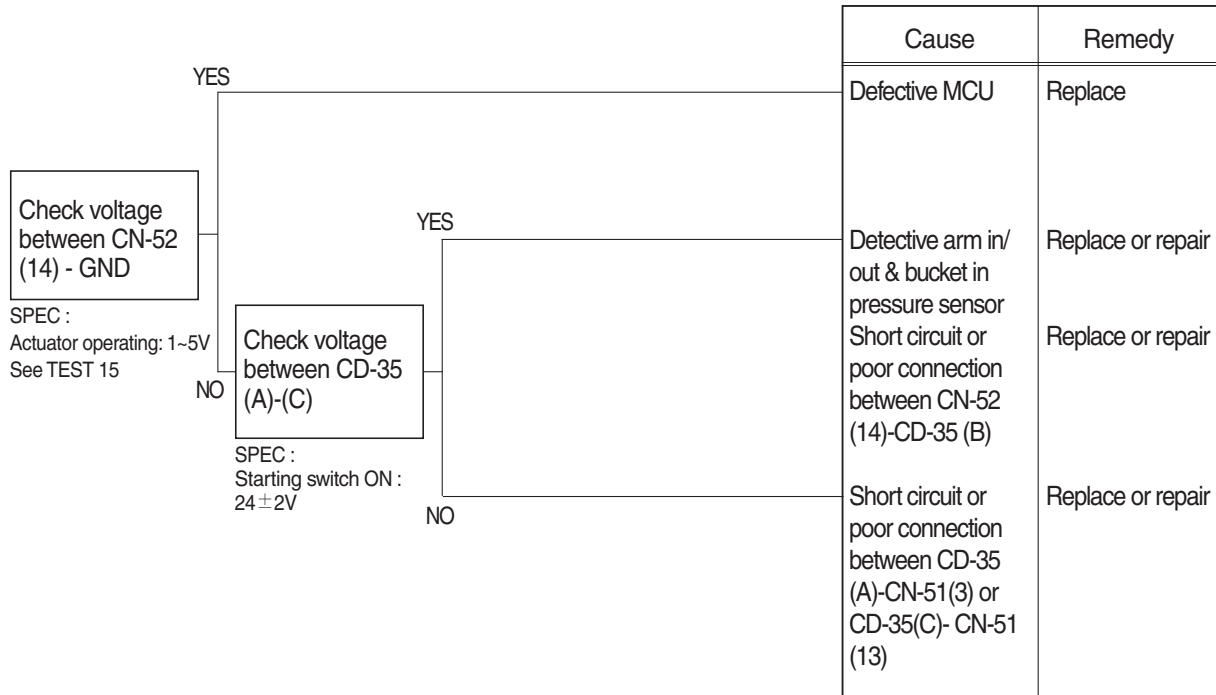 Cause
Remedy
YES
Defective MCU
Replace
Check voltage
between CN-52
(14) - GND
SPEC :
Actuator operating: 1~5V
See TEST 15
NO
YES
Check voltage
between CD-35
(A)-(C)
SPEC :
Starting switch ON :
24±2V
NO
Detective arm in/
out & bucket in
pressure sensor
Replace or repair
Short circuit or
poor connection
between CN-52
(14)-CD-35 (B)
Replace or repair
Short circuit or
poor connection
between CD-35
(A)-CN-51(3) or
CD-35(C)- CN-51
(13)
Replace or repair